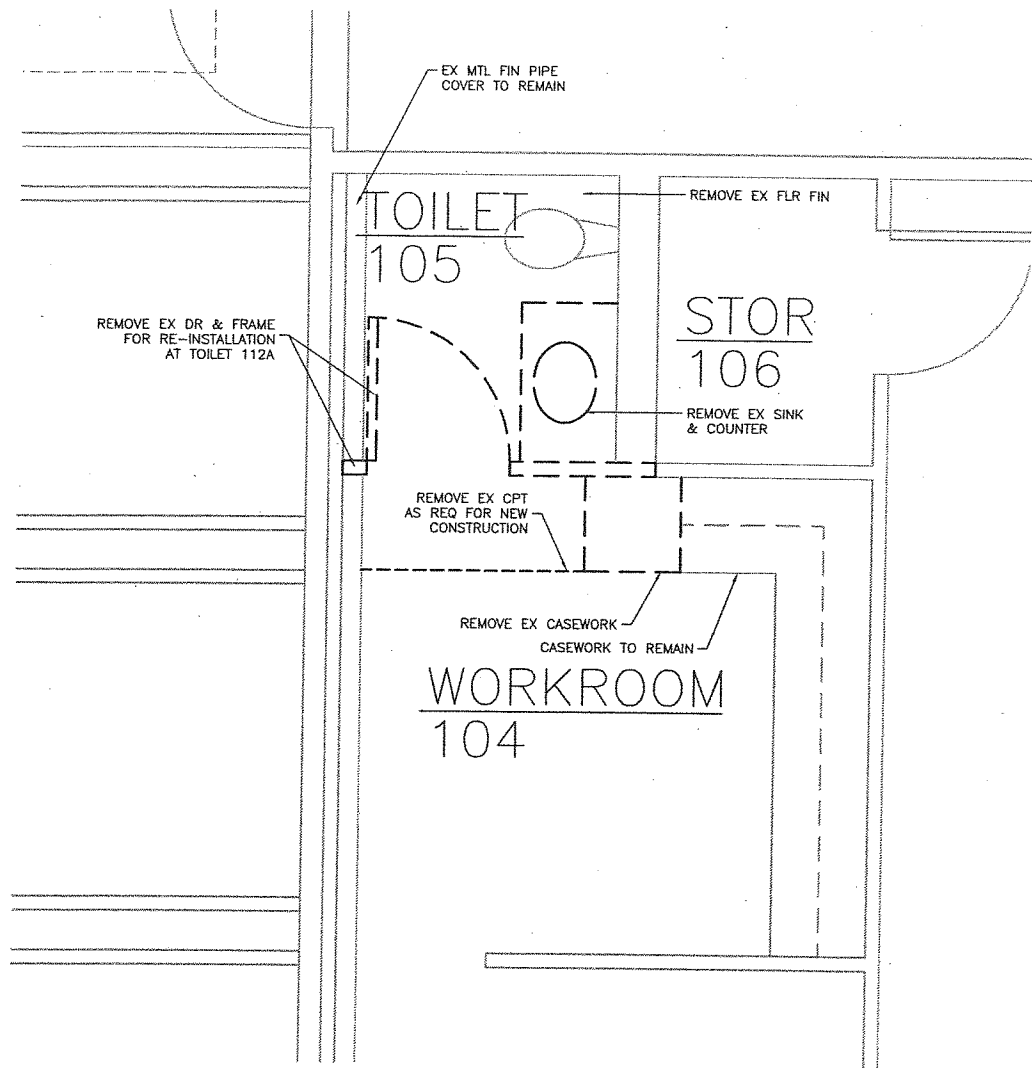 EX MTL FIN PIPE
COVER TO REMAIN
TOILET
105
REMOVE EX FLR FIN
REMOVE EX DR & FRAME
FOR RE-INSTALLATION
AT TOILET 112A
STOR
106
REMOVE EX SINK
& COUNTER
REMOVE EX CPT
AS REQ FOR NEW
CONSTRUCTION
REMOVE EX CASEWORK
CASEWORK TO REMAIN
WORKROOM
104